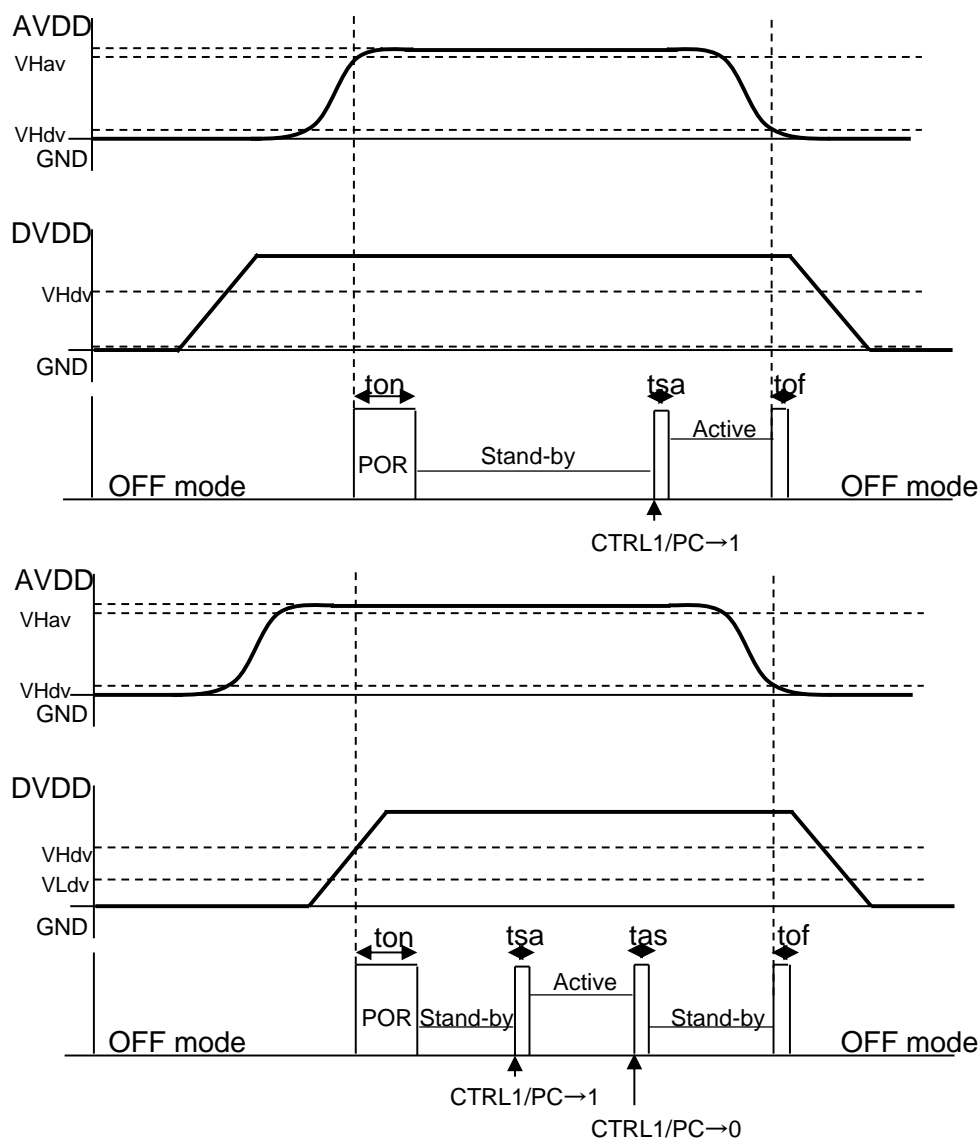 AVDD
VHav
VHdv
GND
DVDD
VHdv
GND
ton
tsa
tof
Active
Stand-by
POR
OFF mode
OFF mode
CTRL1/PC→1
AVDD
VHav
VHdv
GND
DVDD
VHdv
VLdv
GND
ton
tsa
tas
tof
Active
POR
Stand-by
Stand-by
OFF mode
OFF mode
CTRL1/PC→1
CTRL1/PC→0